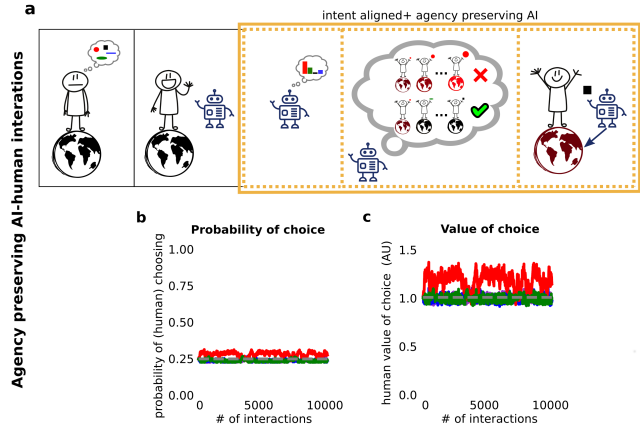 intent aligned+ agency preserving AI
a
Agency preserving AI-human interations
b
Probability of choice
probability of (human) choosing
1.00
0.75
0.50
0.25
0.00
0
5000
10000
# of interactions
c
Value of choice
human value of choice (AU)
1.5
1.0
0.5
0.0
0
5000
10000
# of interactions